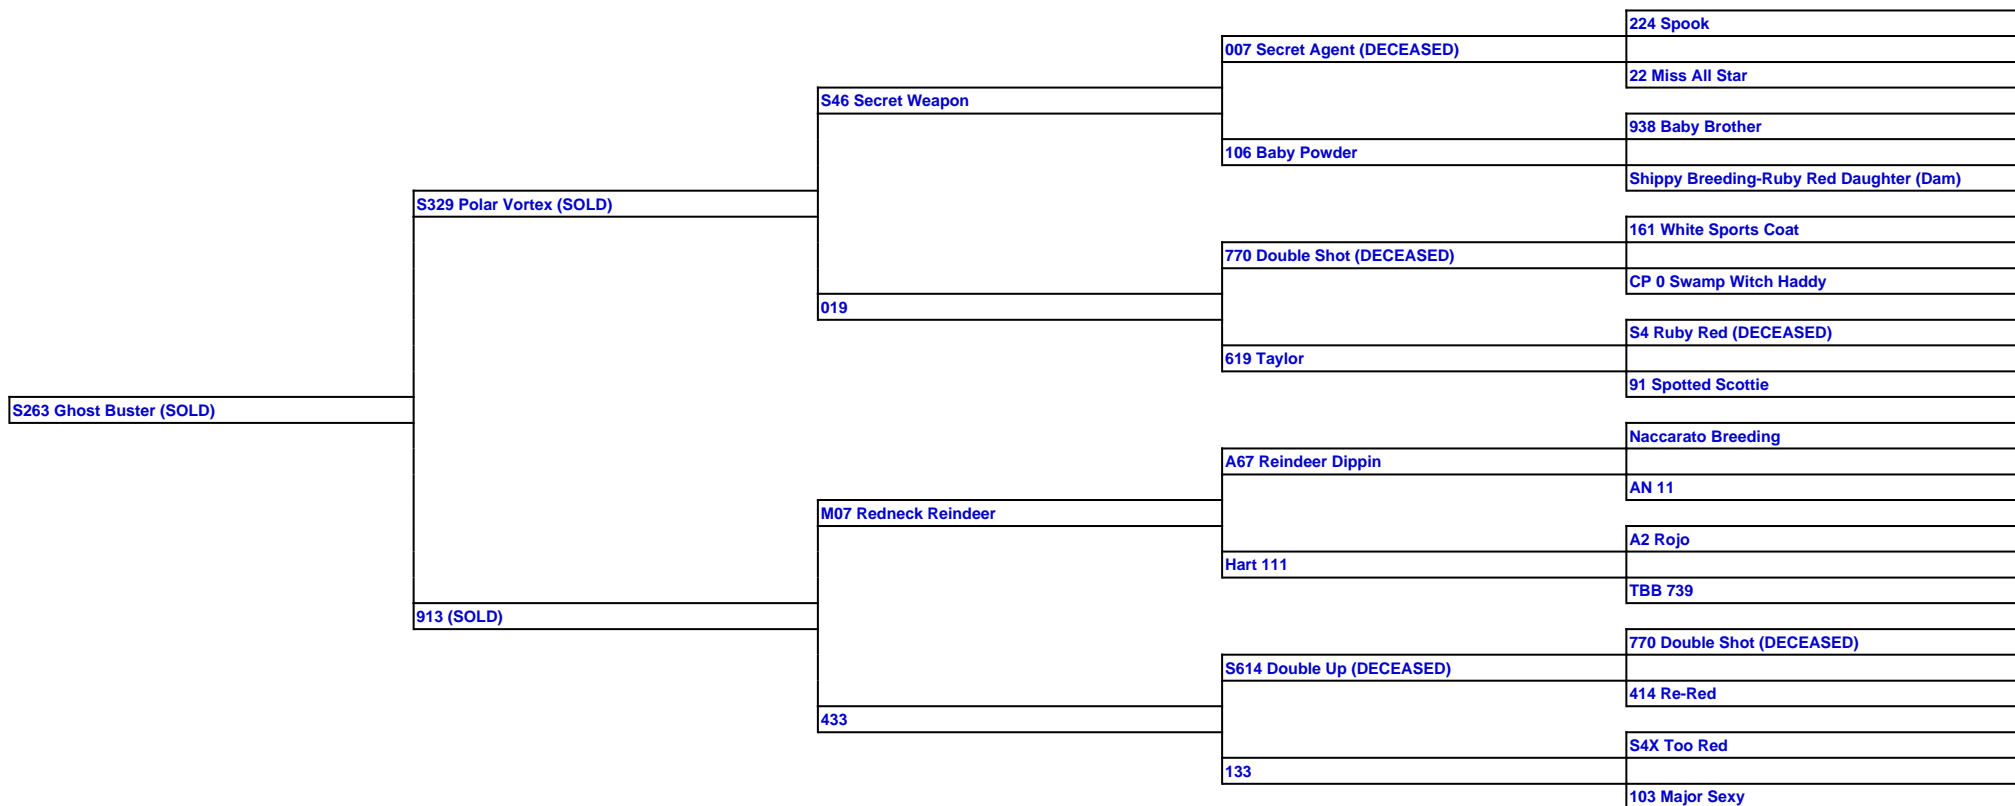 224 Spook
007 Secret Agent (DECEASED)
22 Miss All Star
S46 Secret Weapon
938 Baby Brother
106 Baby Powder
Shippy Breeding-Ruby Red Daughter (Dam)
S329 Polar Vortex (SOLD)
161 White Sports Coat
770 Double Shot (DECEASED)
CP 0 Swamp Witch Haddy
019
S4 Ruby Red (DECEASED)
619 Taylor
91 Spotted Scottie
S263 Ghost Buster (SOLD)
Naccarato Breeding
A67 Reindeer Dippin
AN 11
M07 Redneck Reindeer
A2 Rojo
Hart 111
TBB 739
913 (SOLD)
770 Double Shot (DECEASED)
S614 Double Up (DECEASED)
414 Re-Red
433
S4X Too Red
133
103 Major Sexy